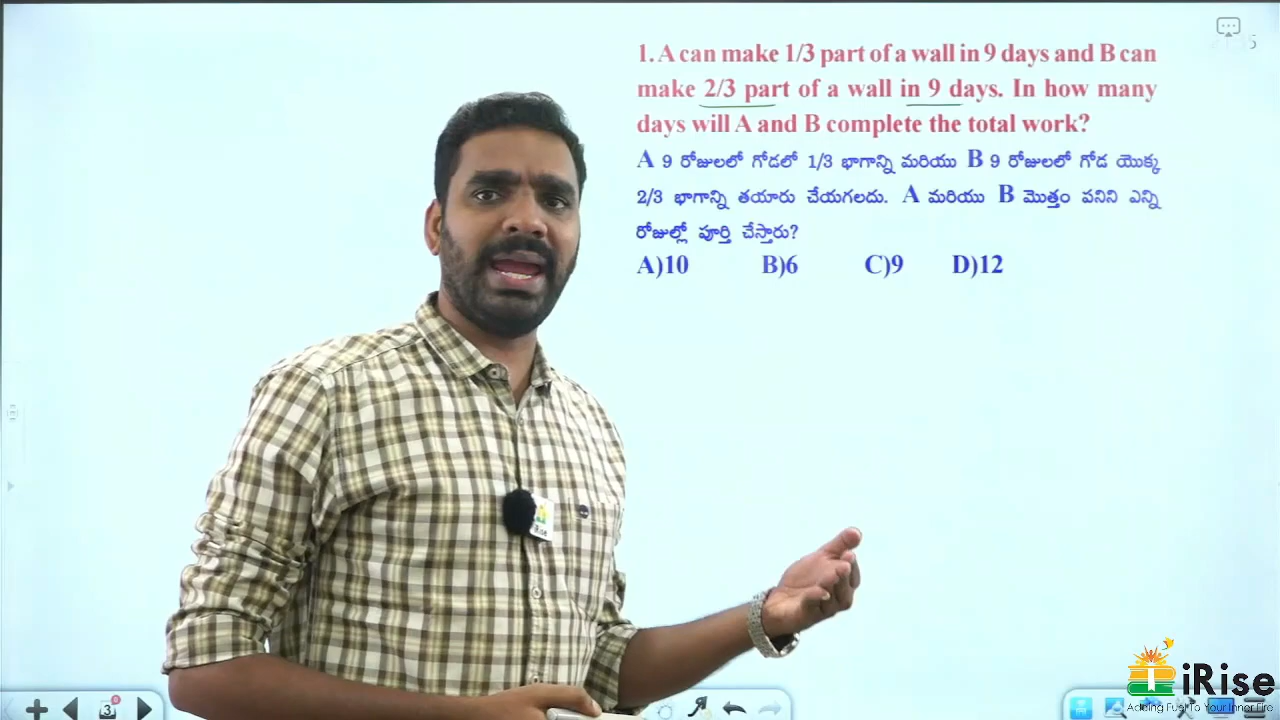 1. A can make 1/3 part of a wall in 9 days and B can
make 2/3 part of a wall in 9 days. In how many
days will A and B complete the total work?
A 9 రోజులలో గోడలో 1/3 భాగాన్ని మరియు B 9 రోజులలో గోడ యొక్క
2/3 భాగాన్ని తయారు చేయగలదు. A మరియు B మొత్తం పనిని ఎన్ని
రోజుల్లో పూర్తి చేస్తారు?
A)10 B)6 C)9 D)12
iRise
3
iRise
Adding Fuel To Your Inner Fire